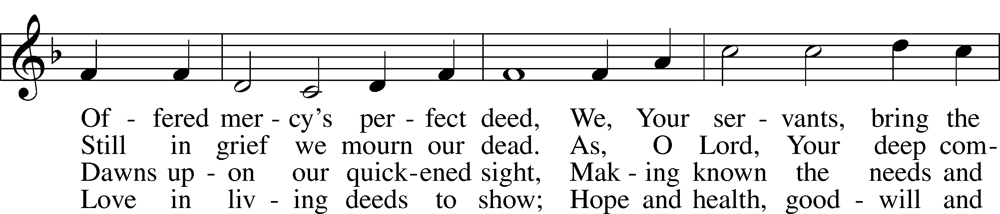 Of - fered mer - cy’s per - fect deed, We, Your ser - vants, bring the
Still in grief we mourn our dead. As, O Lord, Your deep com-
Dawns up - on our quick-ened sight, Mak - ing known the needs and
Love in liv - ing deeds to show; Hope and health, good - will and